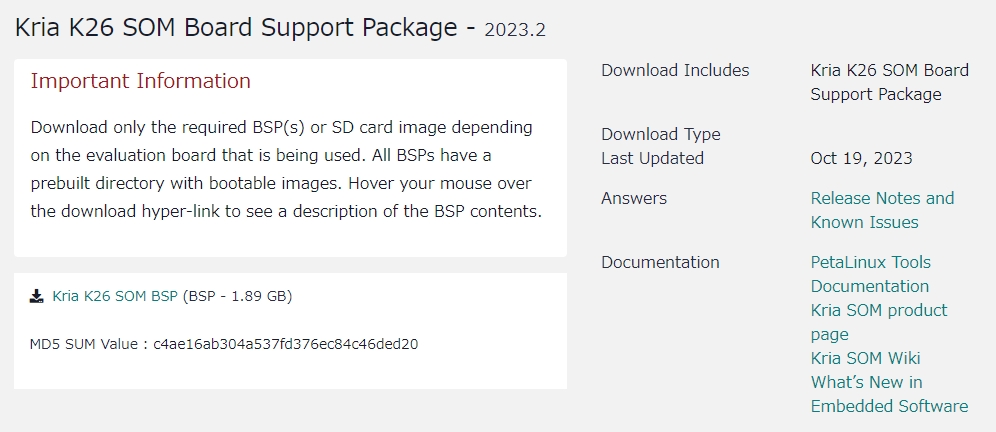 Kria K26 SOM Board Support Package - 2023.2
Important Information
Download only the required BSP(s) or SD card image depending
on the evaluation board that is being used. All BSPs have a
prebuilt directory with bootable images. Hover your mouse over
the download hyper-link to see a description of the BSP contents.
Kria K26 SOM BSP (BSP - 1.89 GB)
MD5 SUM Value : c4ae16ab304a537fd376ec84c46ded20
Download Includes
Kria K26 SOM Board
Support Package
Download Type
Last Updated
Oct 19, 2023
Answers
Release Notes and
Known Issues
Documentation
PetaLinux Tools
Documentation
Kria SOM product
page
Kria SOM Wiki
What’s New in
Embedded Software